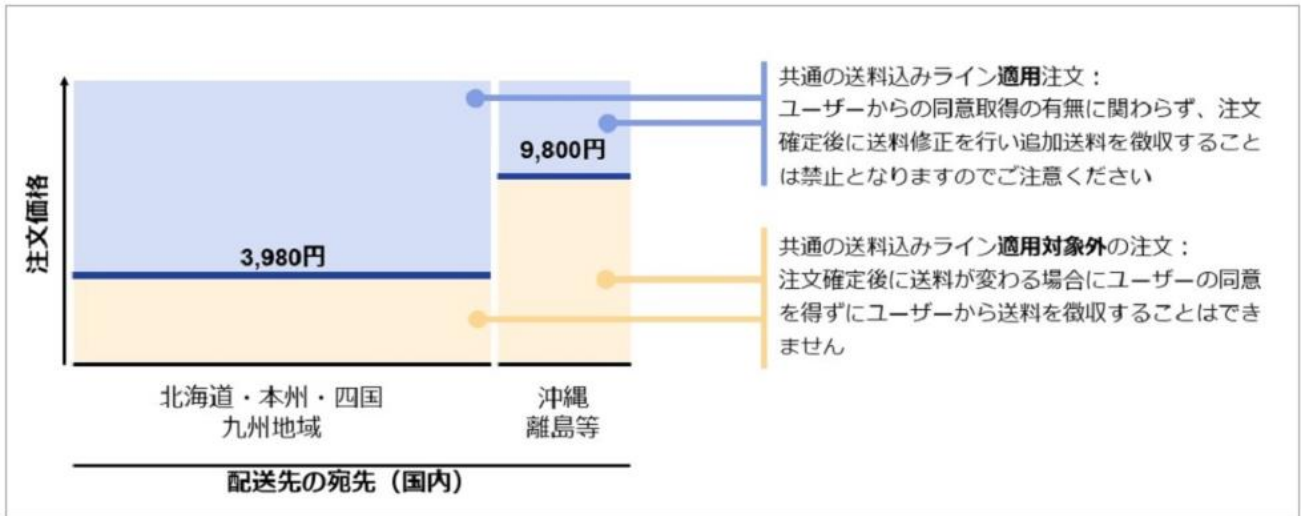 共通の送料込みライン適用注文：
ユーザーからの同意取得の有無に関わらず、注文
確定後に送料修正を行い追加送料を徴収すること
は禁止となりますのでご注意ください
9,800円
注文価格
3,980円
共通の送料込みライン適用対象外の注文：
注文確定後に送料が変わる場合にユーザーの同意
を得ずにユーザーから送料を徴収することはでき
ません
北海道・本州・四国
九州地域
沖縄
離島等
配送先の宛先（国内）